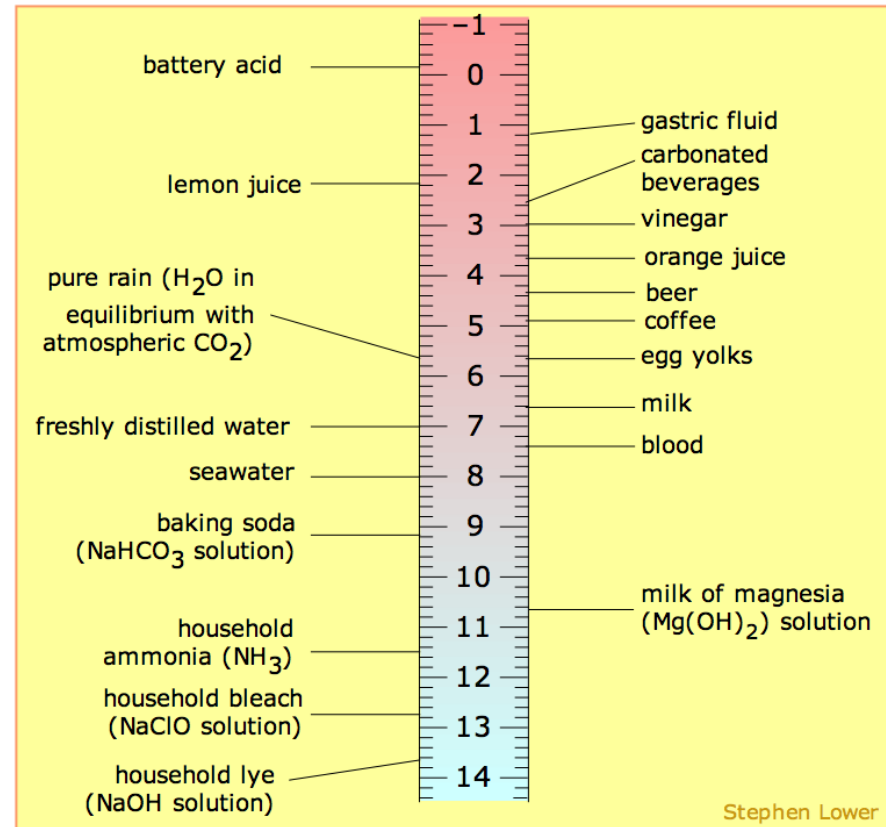 battery acid
lemon juice
pure rain (H₂O in
equilibrium with
atmospheric CO₂)
freshly distilled water
seawater
baking soda
(NaHCO₃ solution)
household
ammonia (NH₃)
household bleach
(NaClO solution)
household lye
(NaOH solution)
−1
0
1
2
3
4
5
6
7
8
9
10
11
12
13
14
gastric fluid
carbonated
beverages
vinegar
orange juice
beer
coffee
egg yolks
milk
blood
milk of magnesia
(Mg(OH)₂) solution
Stephen Lower